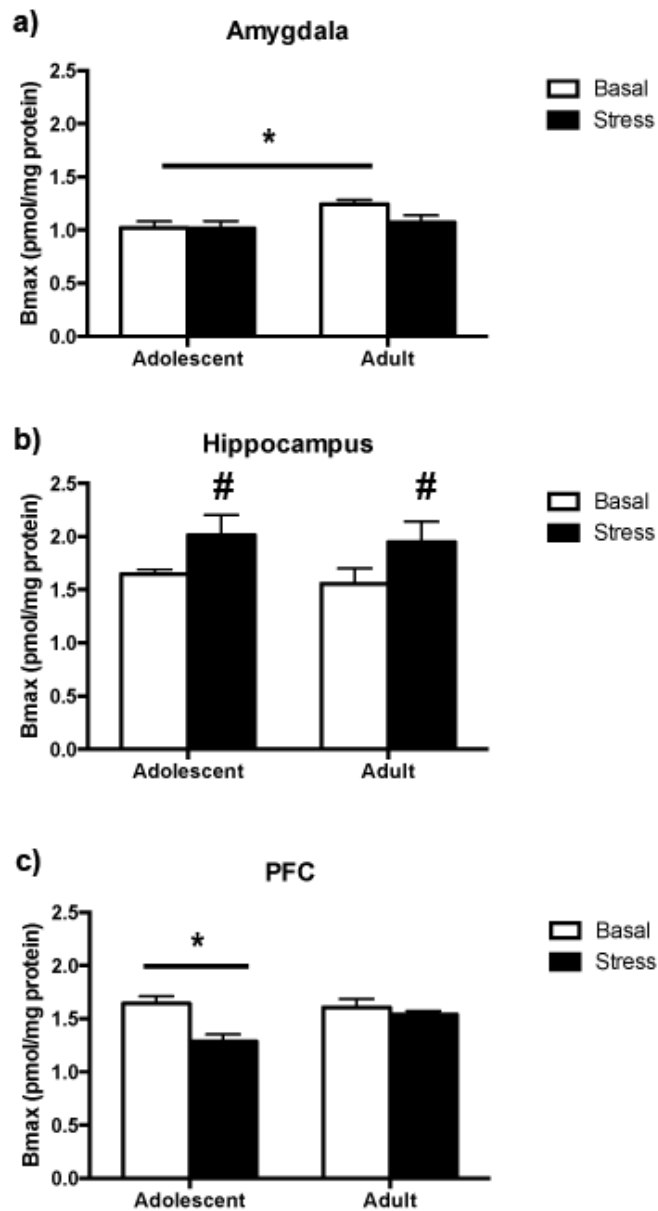 a)
Amygdala
Bmax (pmol/mg protein)
2.5
2.0
1.5
1.0
0.5
0.0
*
Adolescent Adult
Basal
Stress
b)
Hippocampus
Bmax (pmol/mg protein)
2.5
2.0
1.5
1.0
0.5
0.0
# #
Adolescent Adult
Basal
Stress
c)
PFC
Bmax (pmol/mg protein)
2.5
2.0
1.5
1.0
0.5
0.0
*
Adolescent Adult
Basal
Stress